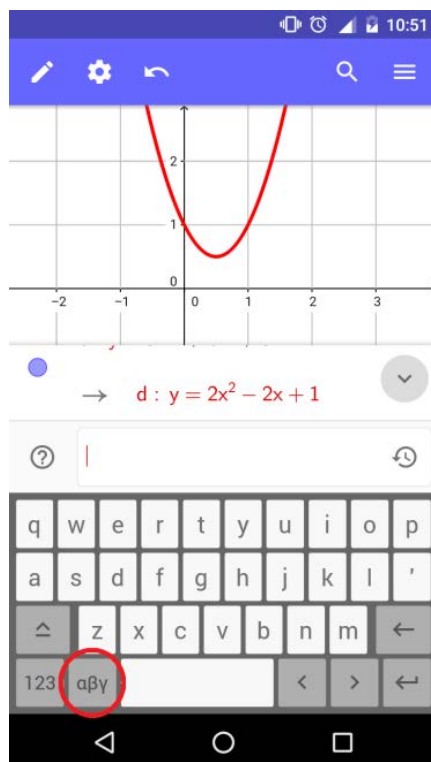 10:51
2
1
0
-2 -1 0 1 2 3
→ d : y = 2x² − 2x + 1
q w e r t y u i o p
a s d f g h j k l '
z x c v b n m ←
123 αβγ < > ↵